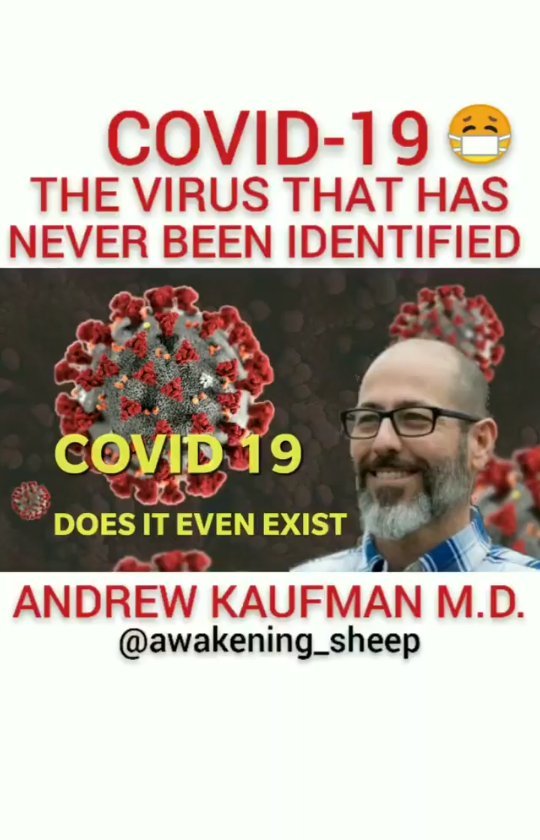 COVID-19 😷
THE VIRUS THAT HAS
NEVER BEEN IDENTIFIED
COVID 19
DOES IT EVEN EXIST
ANDREW KAUFMAN M.D.
@awakening_sheep